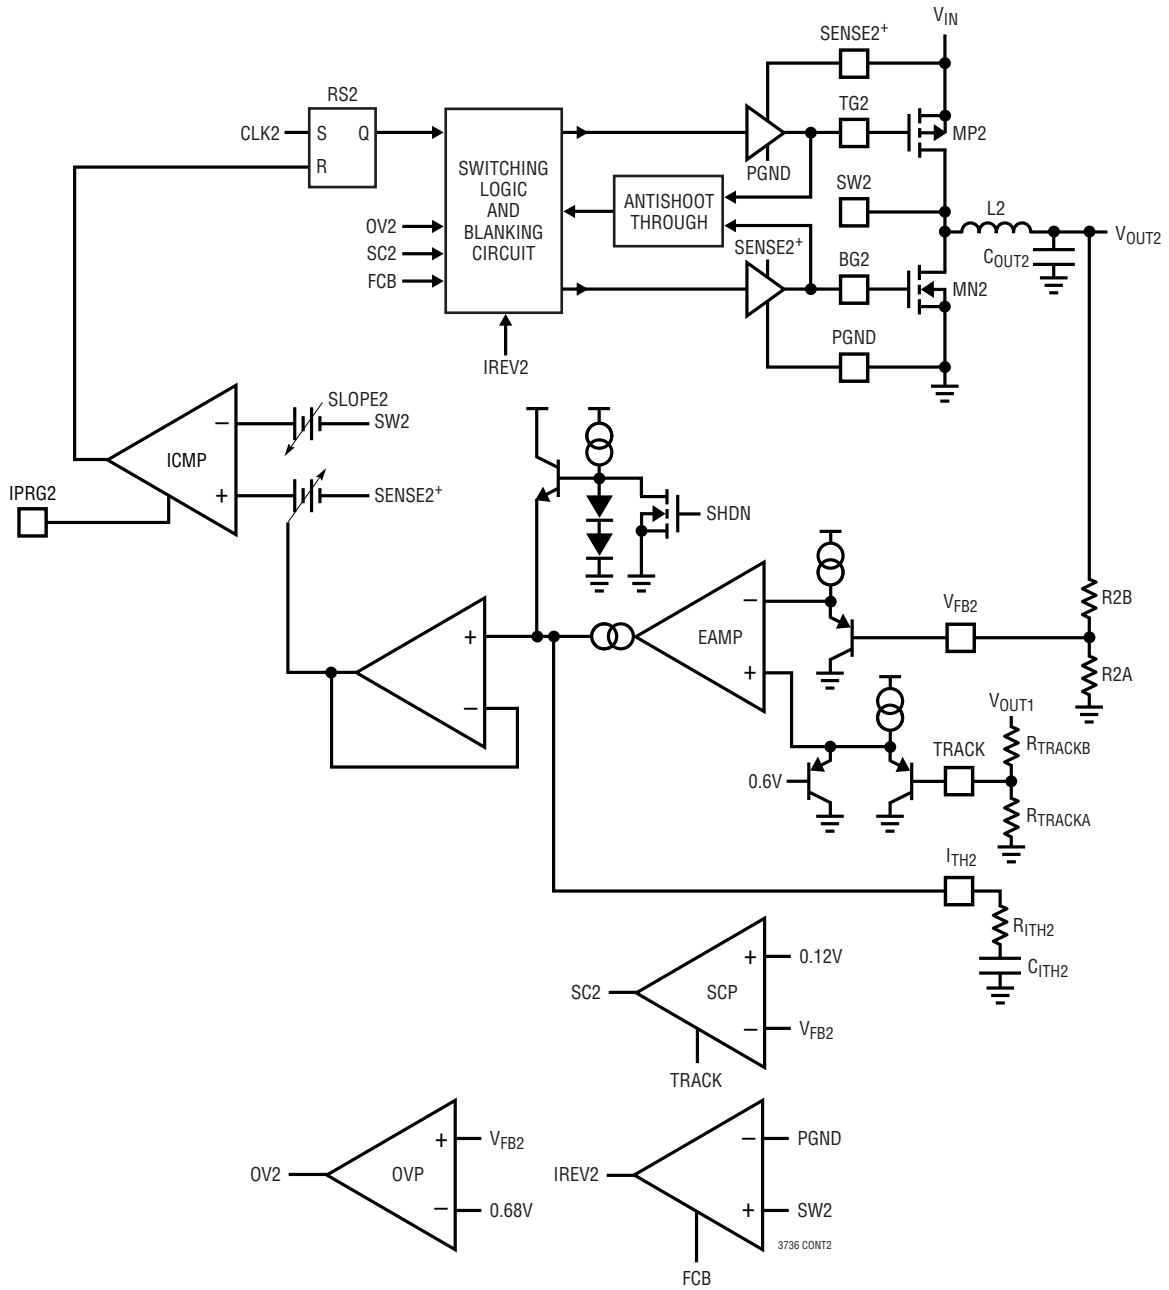 VIN
SENSE2+
RS2
TG2
CLK2
S
Q
MP2
R
PGND
SWITCHING
LOGIC
AND
BLANKING
CIRCUIT
SW2
ANTISHOOT
THROUGH
L2
VOUT2
OV2
SC2
FCB
SENSE2+
BG2
COUT2
MN2
PGND
IREV2
SLOPE2
−
SW2
ICMP
IPRG2
+
SENSE2+
SHDN
−
VFB2
R2B
+
EAMP
+
R2A
−
VOUT1
TRACK
RTRACKB
0.6V
RTRACKA
ITH2
RITH2
CITH2
+
0.12V
SC2
SCP
−
VFB2
TRACK
+
VFB2
−
PGND
OV2
OVP
IREV2
−
0.68V
+
SW2
3736 CONT2
FCB